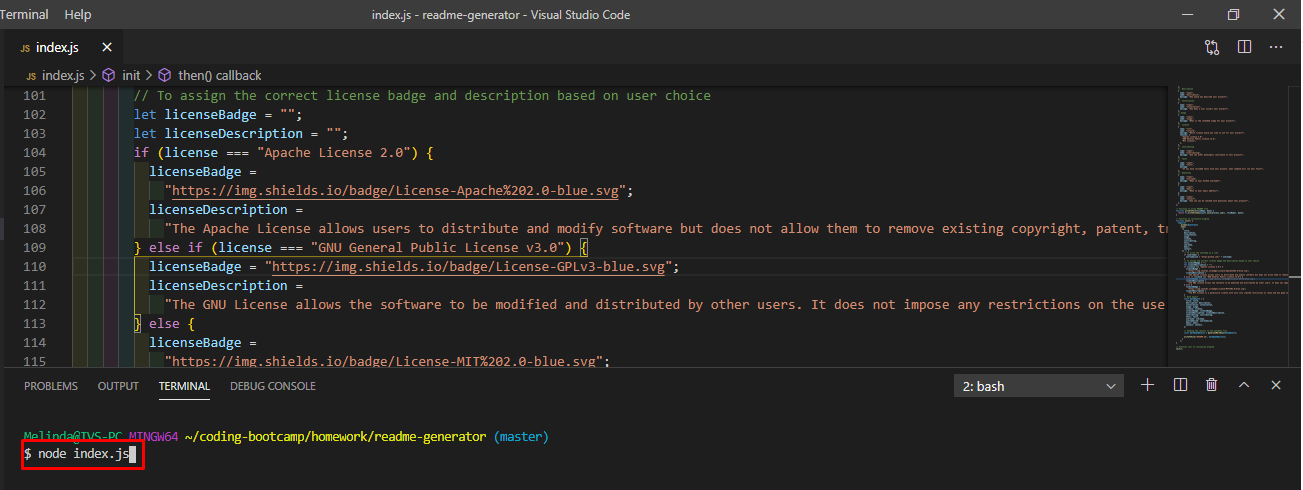 Terminal Help index.js - readme-generator - Visual Studio Code
JS index.js
JS index.js > init > then() callback
101 // To assign the correct license badge and description based on user choice
102 let licenseBadge = "";
103 let licenseDescription = "";
104 if (license === "Apache License 2.0") {
105 licenseBadge =
106 "https://img.shields.io/badge/License-Apache%202.0-blue.svg";
107 licenseDescription =
108 "The Apache License allows users to distribute and modify software but does not allow them to remove existing copyright, patent, tr
109 } else if (license === "GNU General Public License v3.0") {
110 licenseBadge = "https://img.shields.io/badge/License-GPLv3-blue.svg";
111 licenseDescription =
112 "The GNU License allows the software to be modified and distributed by other users. It does not impose any restrictions on the use
113 } else {
114 licenseBadge =
115 "https://img.shields.io/badge/License-MIT%202.0-blue.svg";
PROBLEMS OUTPUT TERMINAL DEBUG CONSOLE 2: bash
Melinda@TVS-PC MINGW64 ~/coding-bootcamp/homework/readme-generator (master)
$ node index.js